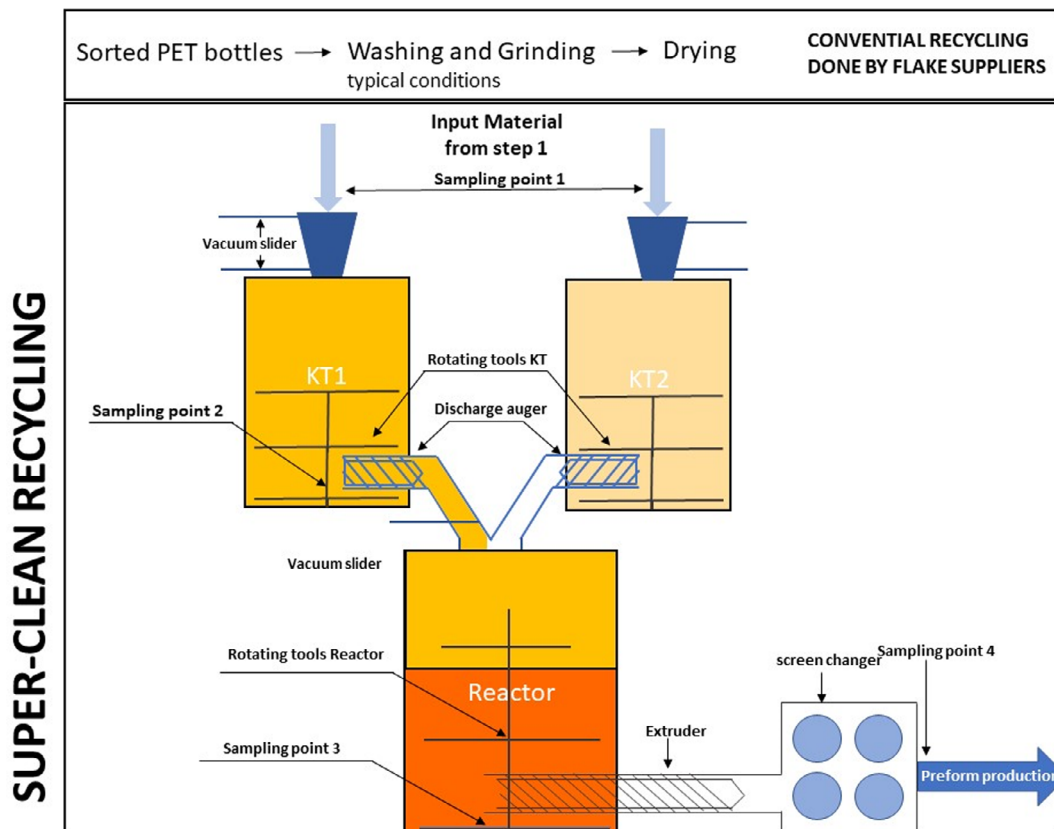 Sorted PET bottles
Washing and Grinding
typical conditions
Drying
CONVENTIAL RECYCLING
DONE BY FLAKE SUPPLIERS
SUPER-CLEAN RECYCLING
Input Material
from step 1
Sampling point 1
Vacuum slider
KT1
Rotating tools KT
KT2
Sampling point 2
Discharge auger
Vacuum slider
Rotating tools Reactor
Reactor
Sampling point 3
Extruder
screen changer
Sampling point 4
Preform production